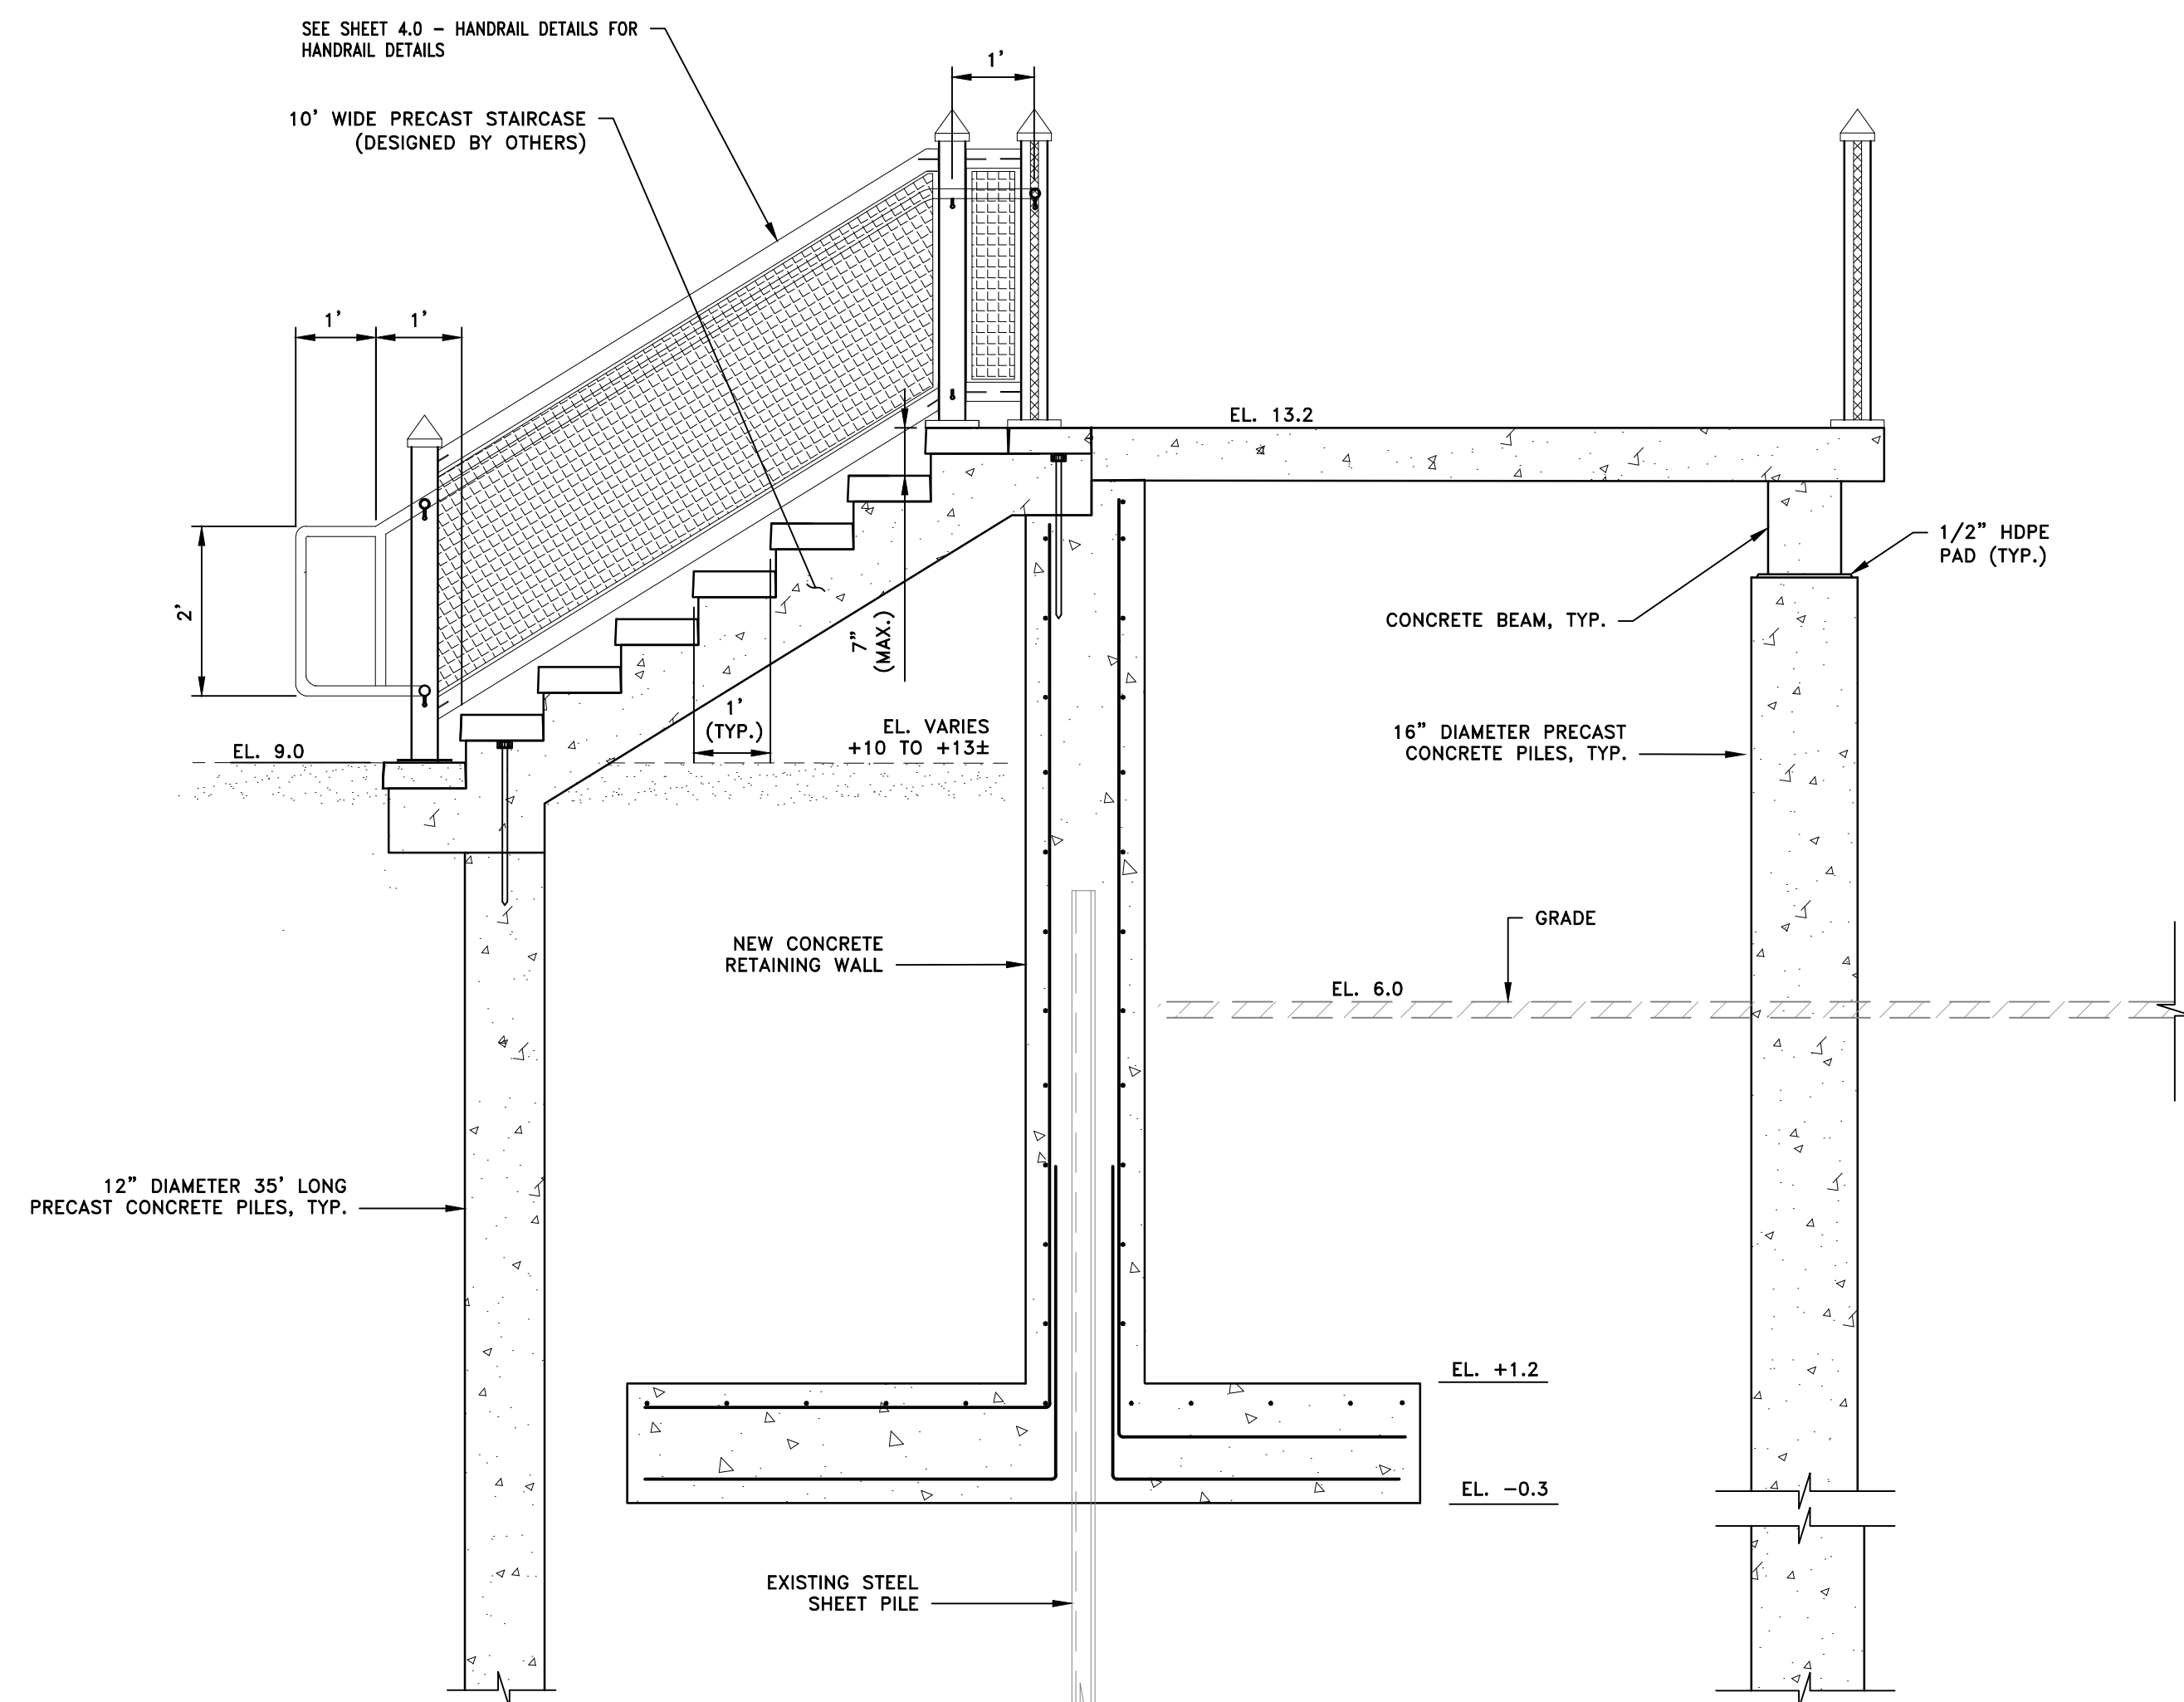 SEE SHEET 4.0 - HANDRAIL DETAILS FOR
HANDRAIL DETAILS
1'
10' WIDE PRECAST STAIRCASE
(DESIGNED BY OTHERS)
1'
1'
EL. 13.2
1/2" HDPE
PAD (TYP.)
2'
7"
(MAX.)
CONCRETE BEAM, TYP.
1'
(TYP.)
EL. VARIES
+10 TO +13±
EL. 9.0
16" DIAMETER PRECAST
CONCRETE PILES, TYP.
GRADE
NEW CONCRETE
RETAINING WALL
EL. 6.0
12" DIAMETER 35' LONG
PRECAST CONCRETE PILES, TYP.
EL. +1.2
EL. -0.3
EXISTING STEEL
SHEET PILE